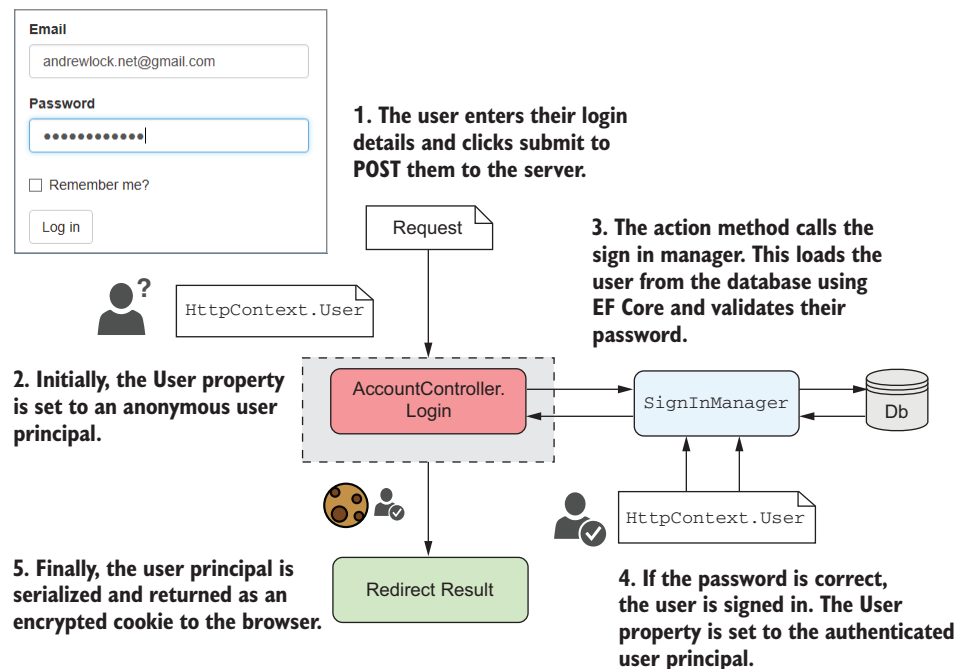 Email
andrewlock.net@gmail.com
Password
Remember me?
Log in
1. The user enters their login
details and clicks submit to
POST them to the server.
Request
?
HttpContext.User
2. Initially, the User property
is set to an anonymous user
principal.
3. The action method calls the
sign in manager. This loads the
user from the database using
EF Core and validates their
password.
AccountController.
Login
SignInManager
Db
HttpContext.User
4. If the password is correct,
the user is signed in. The User
property is set to the authenticated
user principal.
5. Finally, the user principal is
serialized and returned as an
encrypted cookie to the browser.
Redirect Result